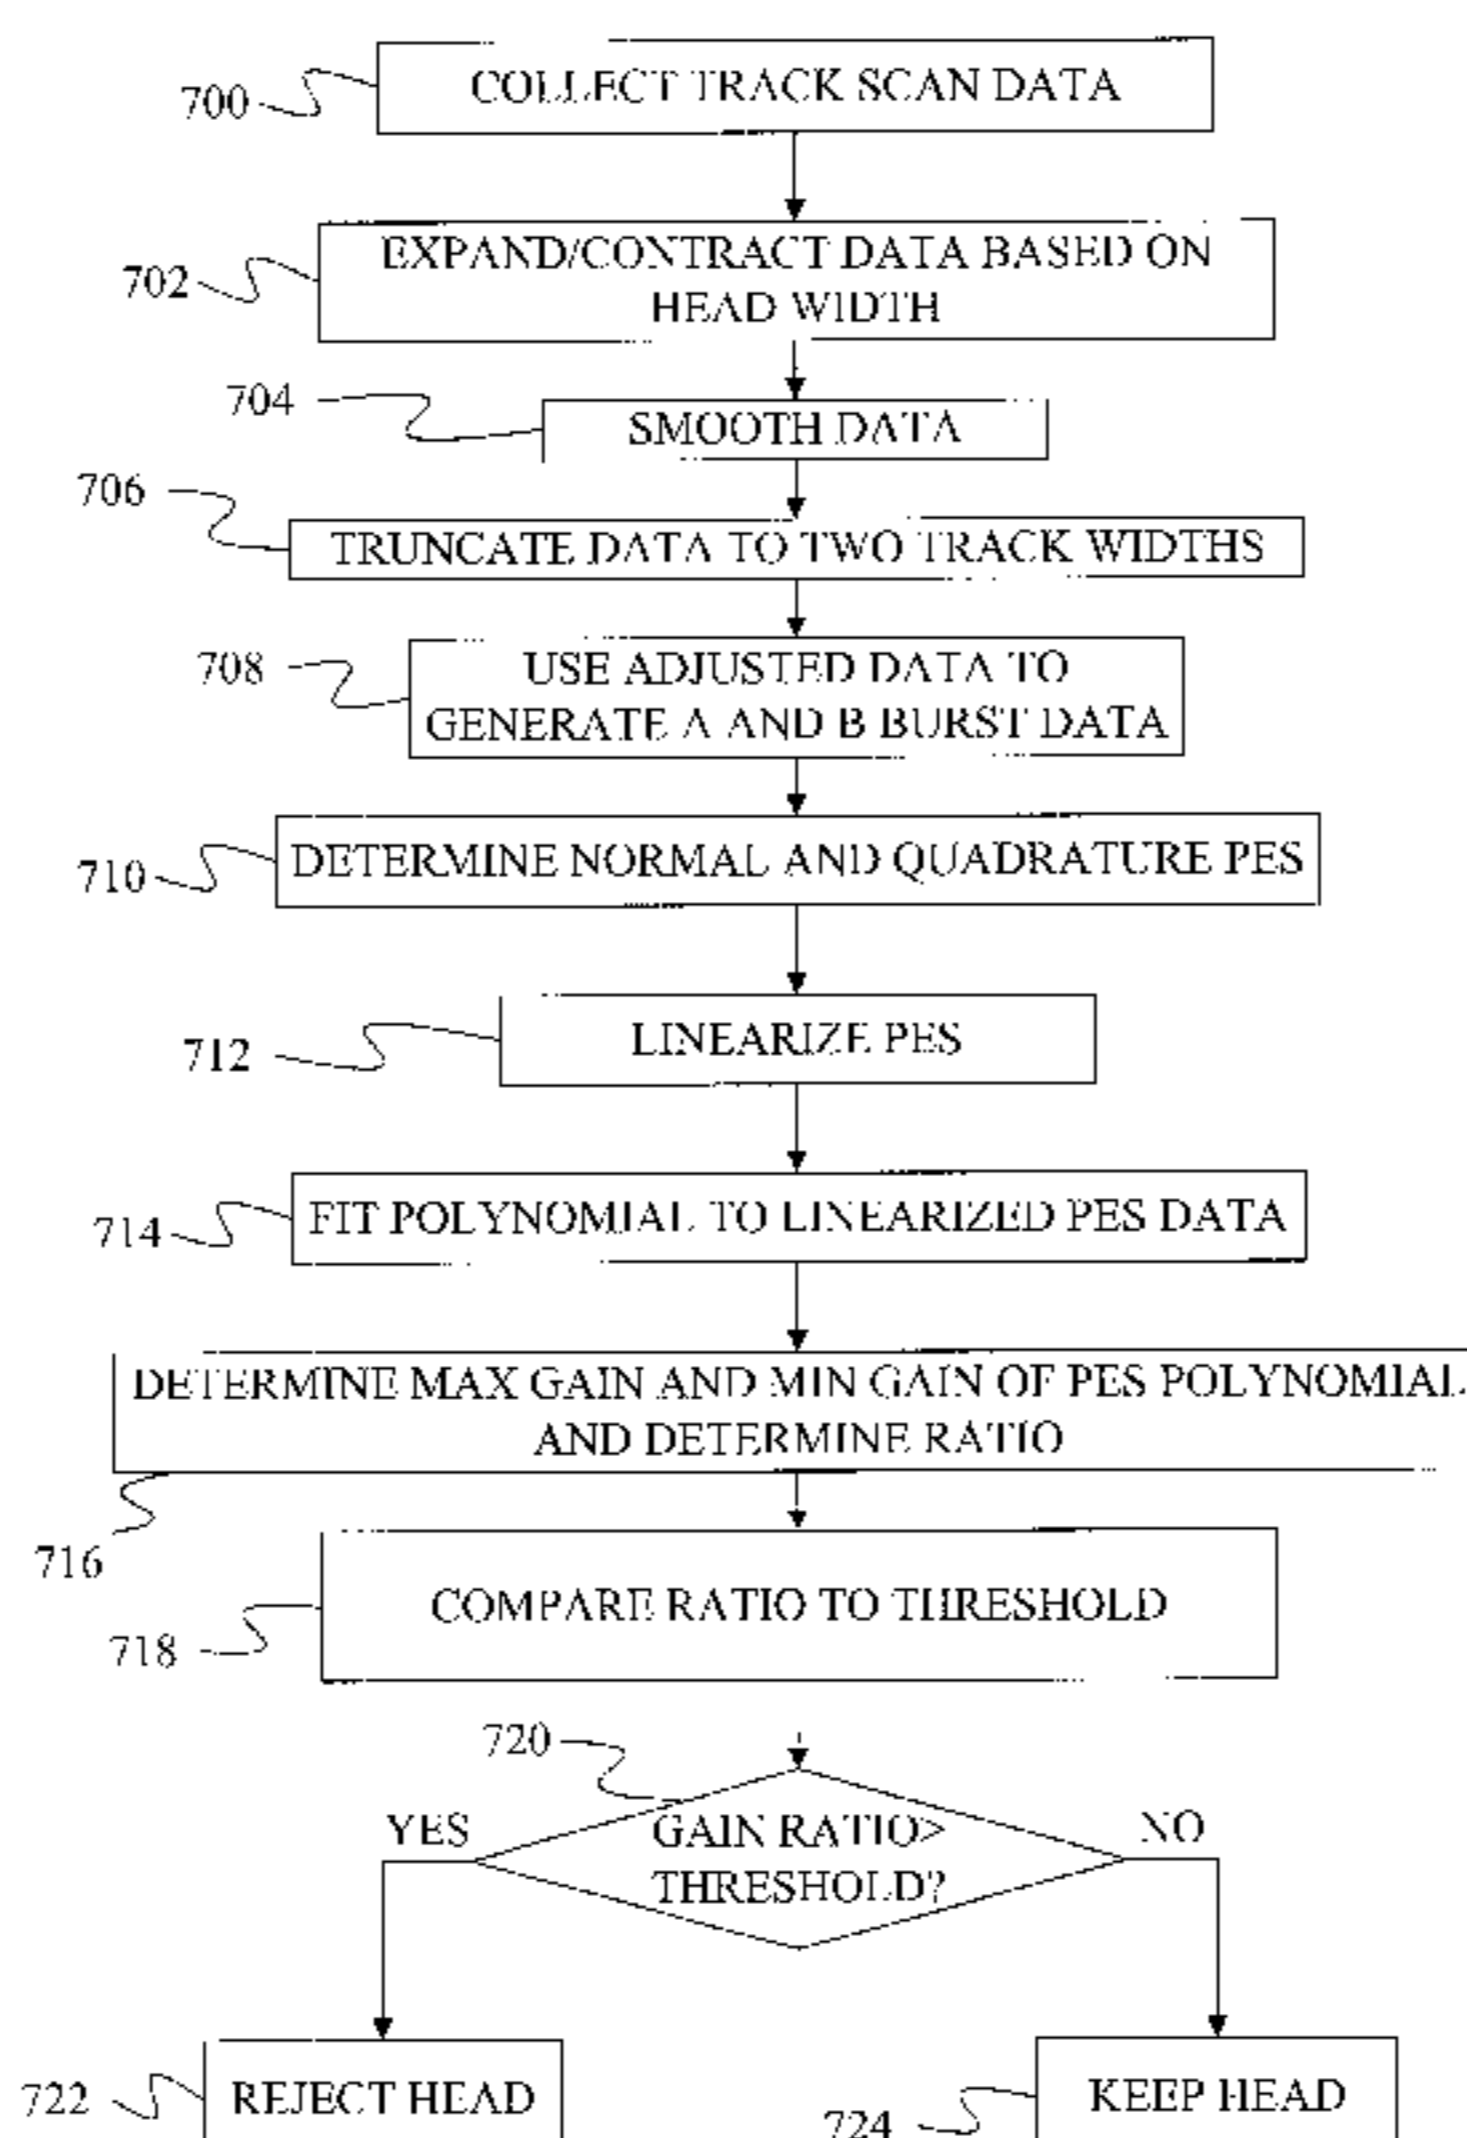 700
COLLECT TRACK SCAN DATA
702
EXPAND/CONTRACT DATA BASED ON
HEAD WIDTH
704
SMOOTH DATA
706
TRUNCATE DATA TO TWO TRACK WIDTHS
708
USE ADJUSTED DATA TO
GENERATE A AND B BURST DATA
710
DETERMINE NORMAL AND QUADRATURE PES
712
LINEARIZE PES
714
FIT POLYNOMIAL TO LINEARIZED PES DATA
DETERMINE MAX GAIN AND MIN GAIN OF PES POLYNOMIAL
AND DETERMINE RATIO
716
COMPARE RATIO TO THRESHOLD
718
720
YES
GAIN RATIO>
THRESHOLD?
NO
722
REJECT HEAD
724
KEEP HEAD